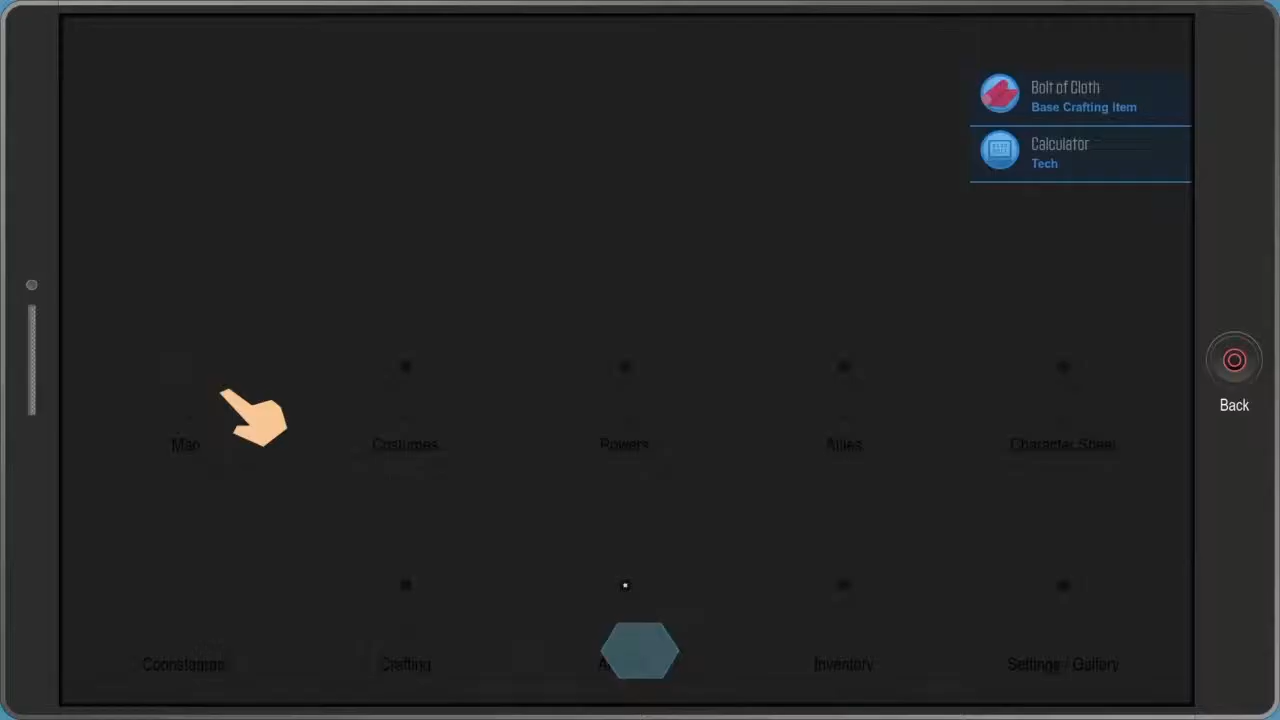 Bolt of Cloth
Base Crafting Item
Calculator
Tech
Back
Map
Costumes
Powers
Allies
Character Sheet
Coonstagram
Crafting
Inventory
Settings / Gallery